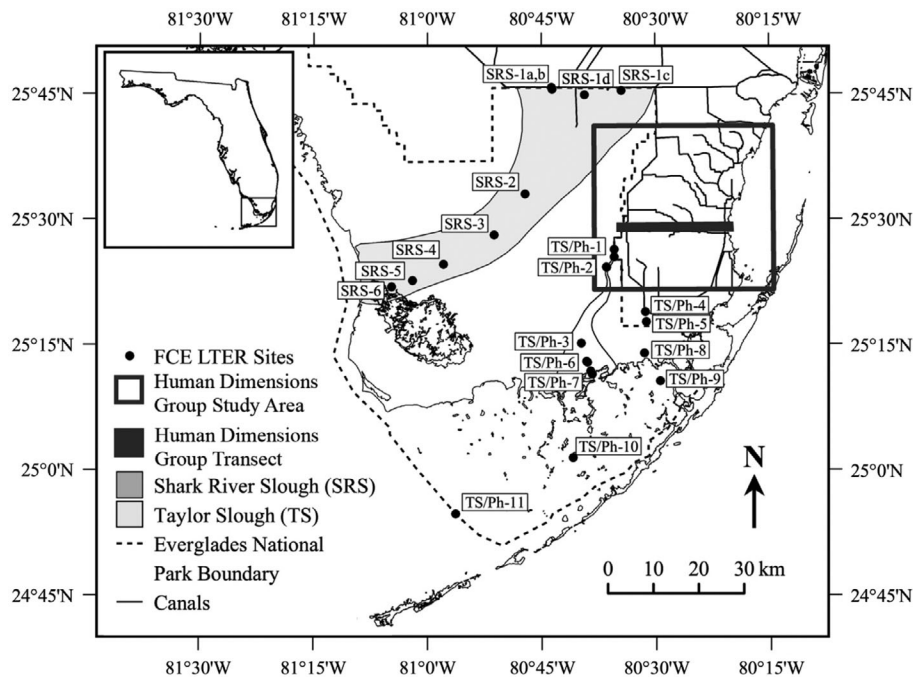 81°30'W 81°15'W 81°0'W 80°45'W 80°30'W 80°15'W
SRS-1a,b
SRS-1d
SRS-1c
25°45'N
25°45'N
SRS-2
SRS-3
25°30'N
25°30'N
SRS-4
TS/Ph-1
SRS-5
TS/Ph-2
SRS-6
TS/Ph-4
TS/Ph-5
25°15'N
25°15'N
TS/Ph-3
TS/Ph-8
TS/Ph-6
TS/Ph-7
TS/Ph-9
TS/Ph-10
25°0'N
25°0'N
TS/Ph-11
FCE LTER Sites
Human Dimensions
Group Study Area
Human Dimensions
Group Transect
Shark River Slough (SRS)
Taylor Slough (TS)
Everglades National
Park Boundary
Canals
N
0 10 20 30 km
24°45'N
24°45'N
81°30'W 81°15'W 81°0'W 80°45'W 80°30'W 80°15'W